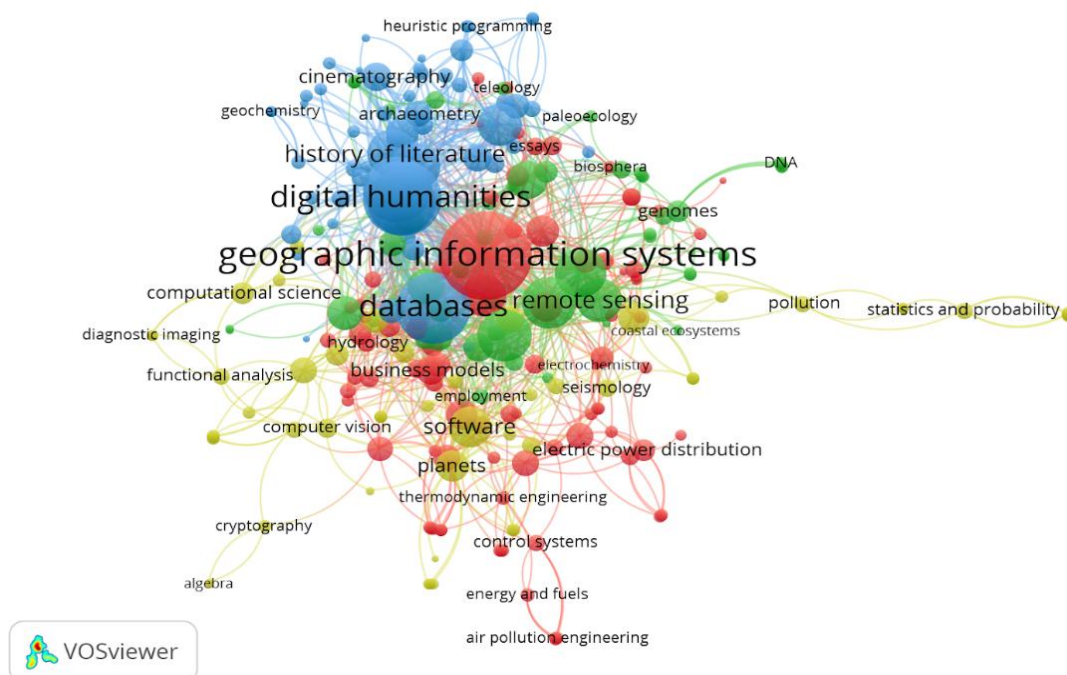 heuristic programming
cinematography
teleology
geochemistry
archaeometry
paleoecology
essays
history of literature
biosphera
DNA
digital humanities
genomes
geographic information systems
computational science
databases
remote sensing
pollution
statistics and probability
diagnostic imaging
hydrology
coastal ecosystems
functional analysis
business models
electrochemistry
employment
seismology
computer vision
software
electric power distribution
planets
thermodynamic engineering
cryptography
control systems
algebra
energy and fuels
air pollution engineering
VOSviewer